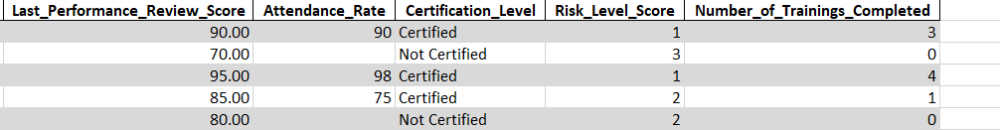 Last_Performance_Review_Score Attendance_Rate Certification_Level Risk_Level_Score Number_of_Trainings_Completed
90.00 90 Certified 1 3
70.00 Not Certified 3 0
95.00 98 Certified 1 4
85.00 75 Certified 2 1
80.00 Not Certified 2 0